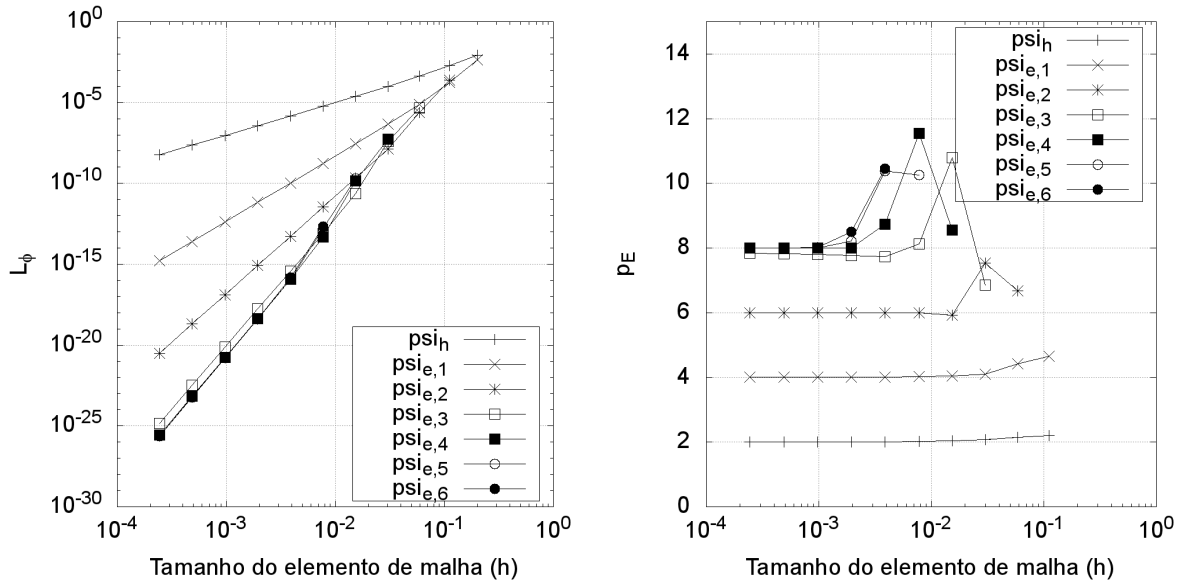 10^0
10^-5
10^-10
10^-15
10^-20
10^-25
10^-30
L_ϕ
psi_h
psi_e,1
psi_e,2
psi_e,3
psi_e,4
psi_e,5
psi_e,6
10^-4 10^-3 10^-2 10^-1 10^0
Tamanho do elemento de malha (h)
14
12
10
8
6
4
2
0
p_E
psi_h
psi_e,1
psi_e,2
psi_e,3
psi_e,4
psi_e,5
psi_e,6
10^-4 10^-3 10^-2 10^-1 10^0
Tamanho do elemento de malha (h)